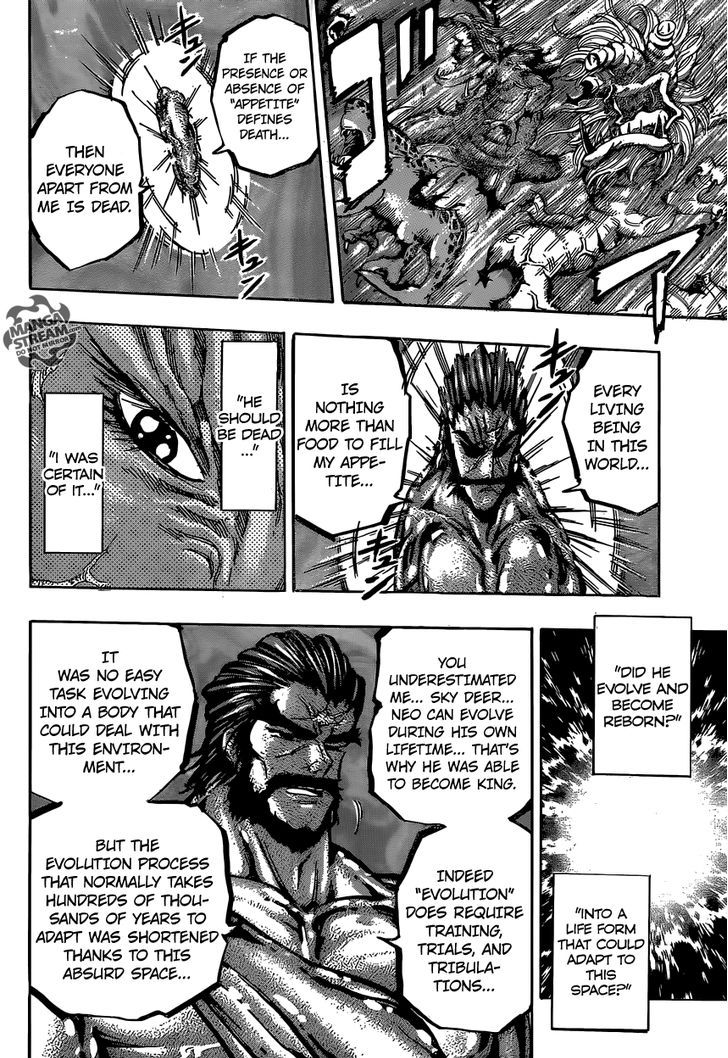 IF THE
PRESENCE OR
ABSENCE OF
"APPETITE"
DEFINES
DEATH...
THEN
EVERYONE
APART FROM
ME IS DEAD.
MANGA
STREAM.com
DO NOT MIRROR
EVERY
LIVING
BEING
IN THIS
WORLD...
IS
NOTHING
MORE THAN
FOOD TO FILL
MY APPE-
TITE...
"HE
SHOULD
BE DEAD
..."
"I WAS
CERTAIN
OF IT..."
"DID HE
EVOLVE AND
BECOME
REBORN?"
"INTO A
LIFE FORM
THAT COULD
ADAPT TO
THIS
SPACE?"
YOU
UNDERESTIMATED
ME... SKY DEER...
NEO CAN EVOLVE
DURING HIS OWN
LIFETIME... THAT'S
WHY HE WAS ABLE
TO BECOME KING.
INDEED
"EVOLUTION"
DOES REQUIRE
TRAINING,
TRIALS, AND
TRIBULA-
TIONS...
IT
WAS NO EASY
TASK EVOLVING
INTO A BODY THAT
COULD DEAL WITH
THIS ENVIRON-
MENT...
BUT THE
EVOLUTION PROCESS
THAT NORMALLY TAKES
HUNDREDS OF THOU-
SANDS OF YEARS TO
ADAPT WAS SHORTENED
THANKS TO THIS
ABSURD SPACE...